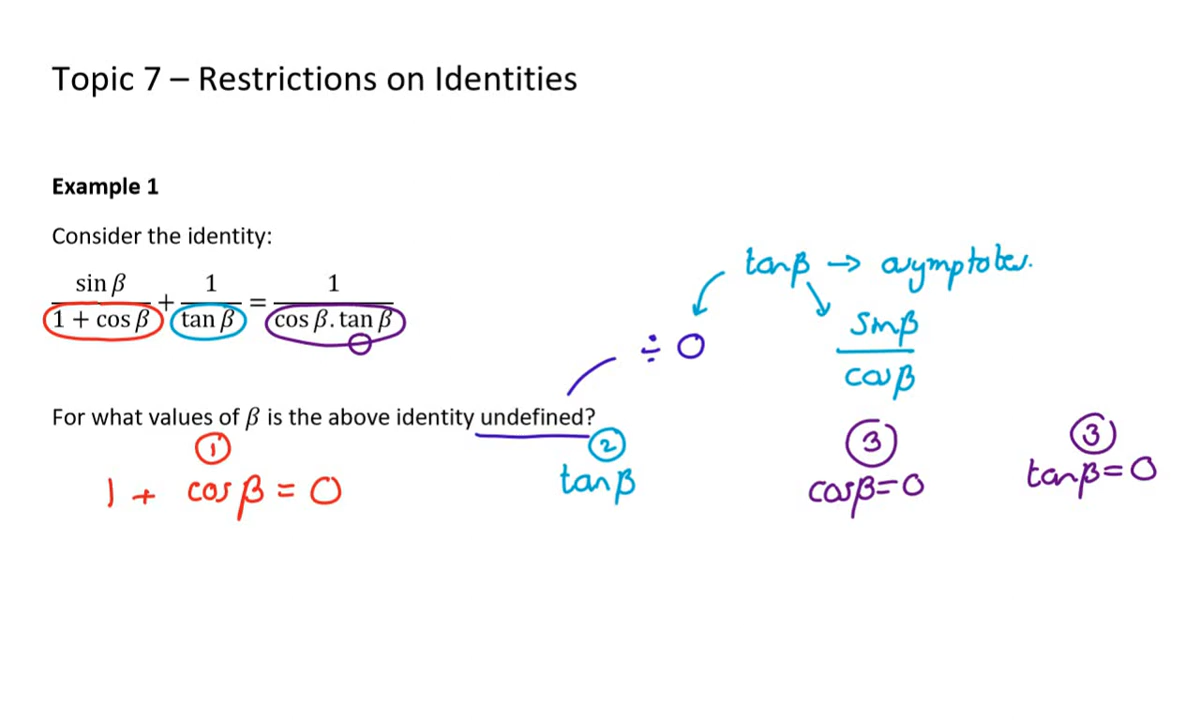 Topic 7 – Restrictions on Identities
Example 1
Consider the identity:
sin β / 1 + cos β + 1 / tan β = 1 / cos β. tan β
tanβ → asymptotes.
÷ 0
sinβ / cosβ
For what values of β is the above identity undefined?
① ② ③ ③
1 + cos β = 0 tanβ cosβ=0 tanβ=0